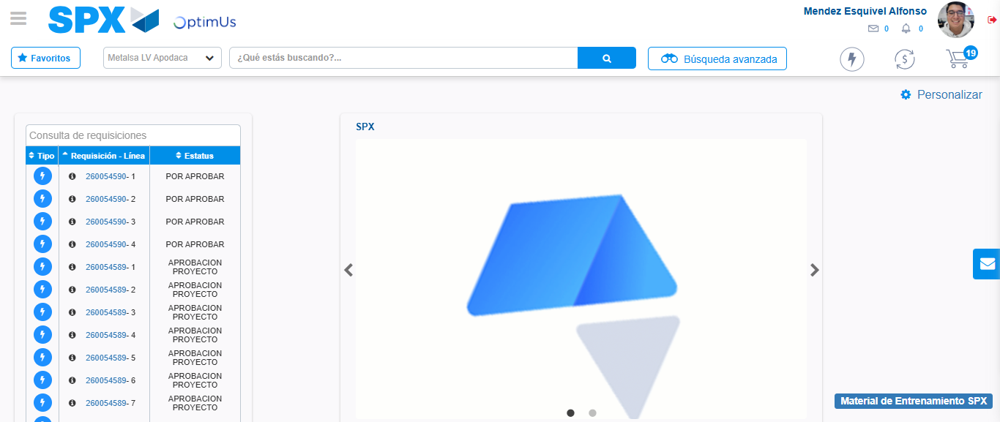 SPX
OptimUs
Mendez Esquivel Alfonso
0 0
Favoritos
Metalsa LV Apodaca
¿Qué estás buscando?...
Búsqueda avanzada
$
19
Personalizar
Consulta de requisiciones
Tipo Requisición - Línea Estatus
260054590- 1 POR APROBAR
260054590- 2 POR APROBAR
260054590- 3 POR APROBAR
260054590- 4 POR APROBAR
260054589- 1 APROBACION PROYECTO
260054589- 2 APROBACION PROYECTO
260054589- 3 APROBACION PROYECTO
260054589- 4 APROBACION PROYECTO
260054589- 5 APROBACION PROYECTO
260054589- 6 APROBACION PROYECTO
260054589- 7 APROBACION PROYECTO
SPX
Material de Entrenamiento SPX